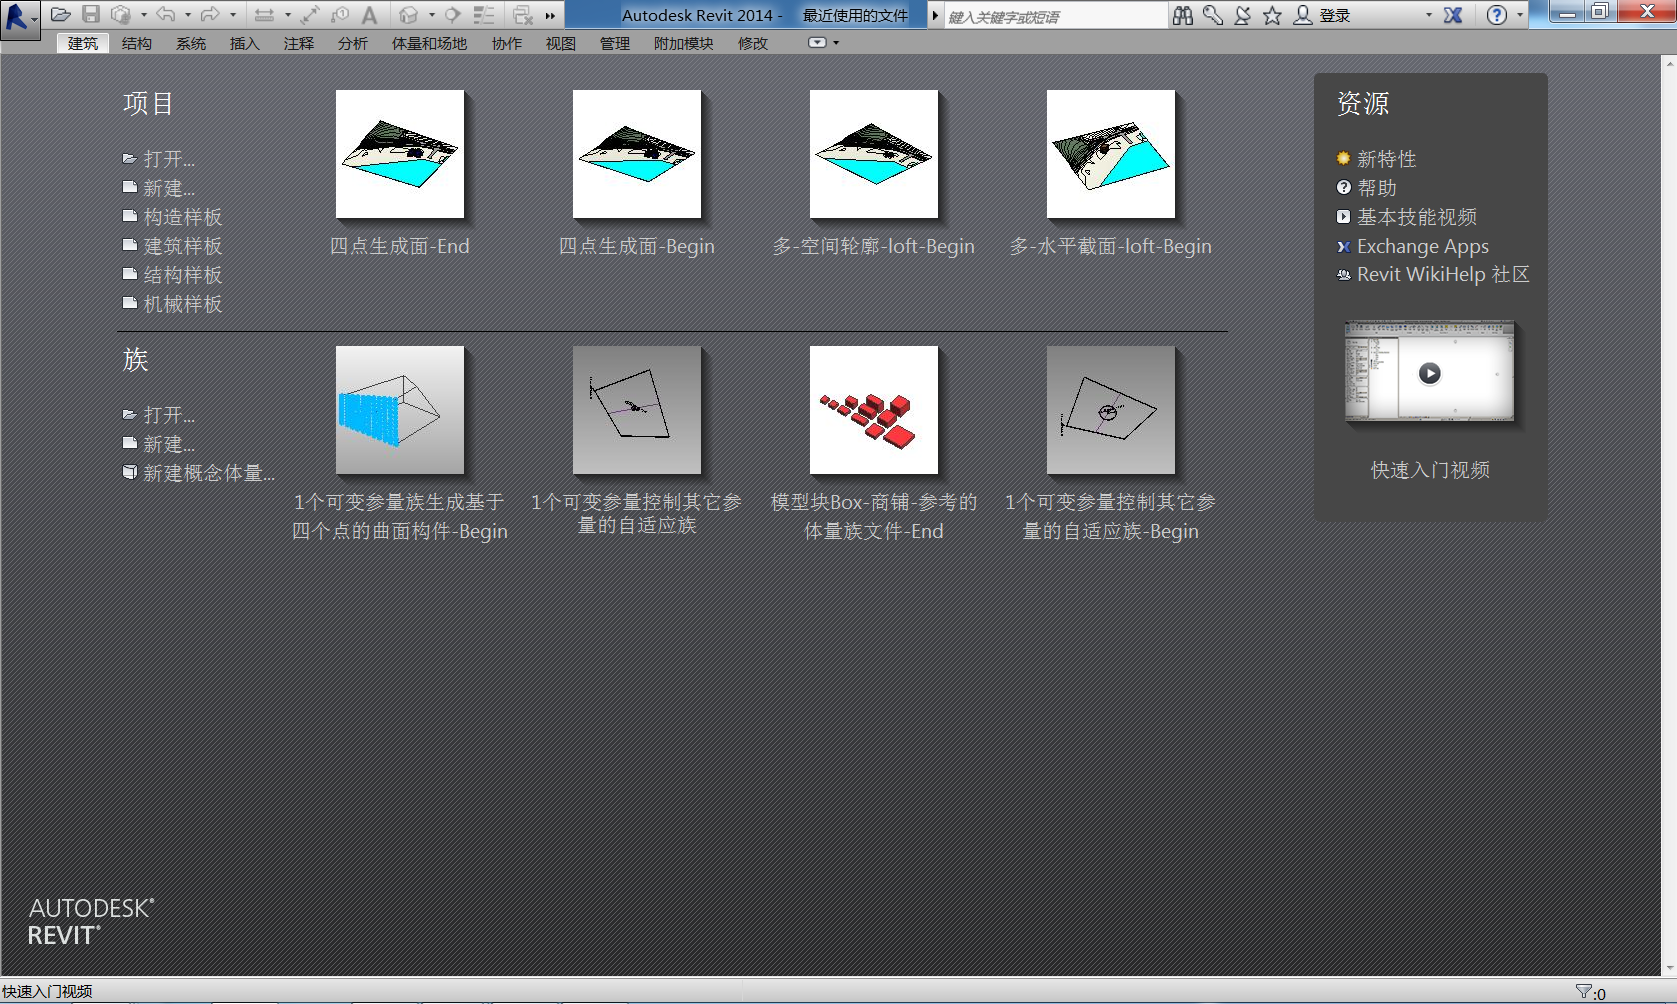 Autodesk Revit 2014 - 最近使用的文件
键入关键字或短语
登录
建筑 结构 系统 插入 注释 分析 体量和场地 协作 视图 管理 附加模块 修改
项目
打开...
新建...
构造样板
建筑样板
结构样板
机械样板
四点生成面-End
四点生成面-Begin
多-空间轮廓-loft-Begin
多-水平截面-loft-Begin
族
打开...
新建...
新建概念体量...
1个可变参量族生成基于
四个点的曲面构件-Begin
1个可变参量控制其它参
量的自适应族
模型块Box-商铺-参考的
体量族文件-End
1个可变参量控制其它参
量的自适应族-Begin
资源
新特性
帮助
基本技能视频
Exchange Apps
Revit WikiHelp 社区
快速入门视频
AUTODESK®
REVIT®
快速入门视频
:0